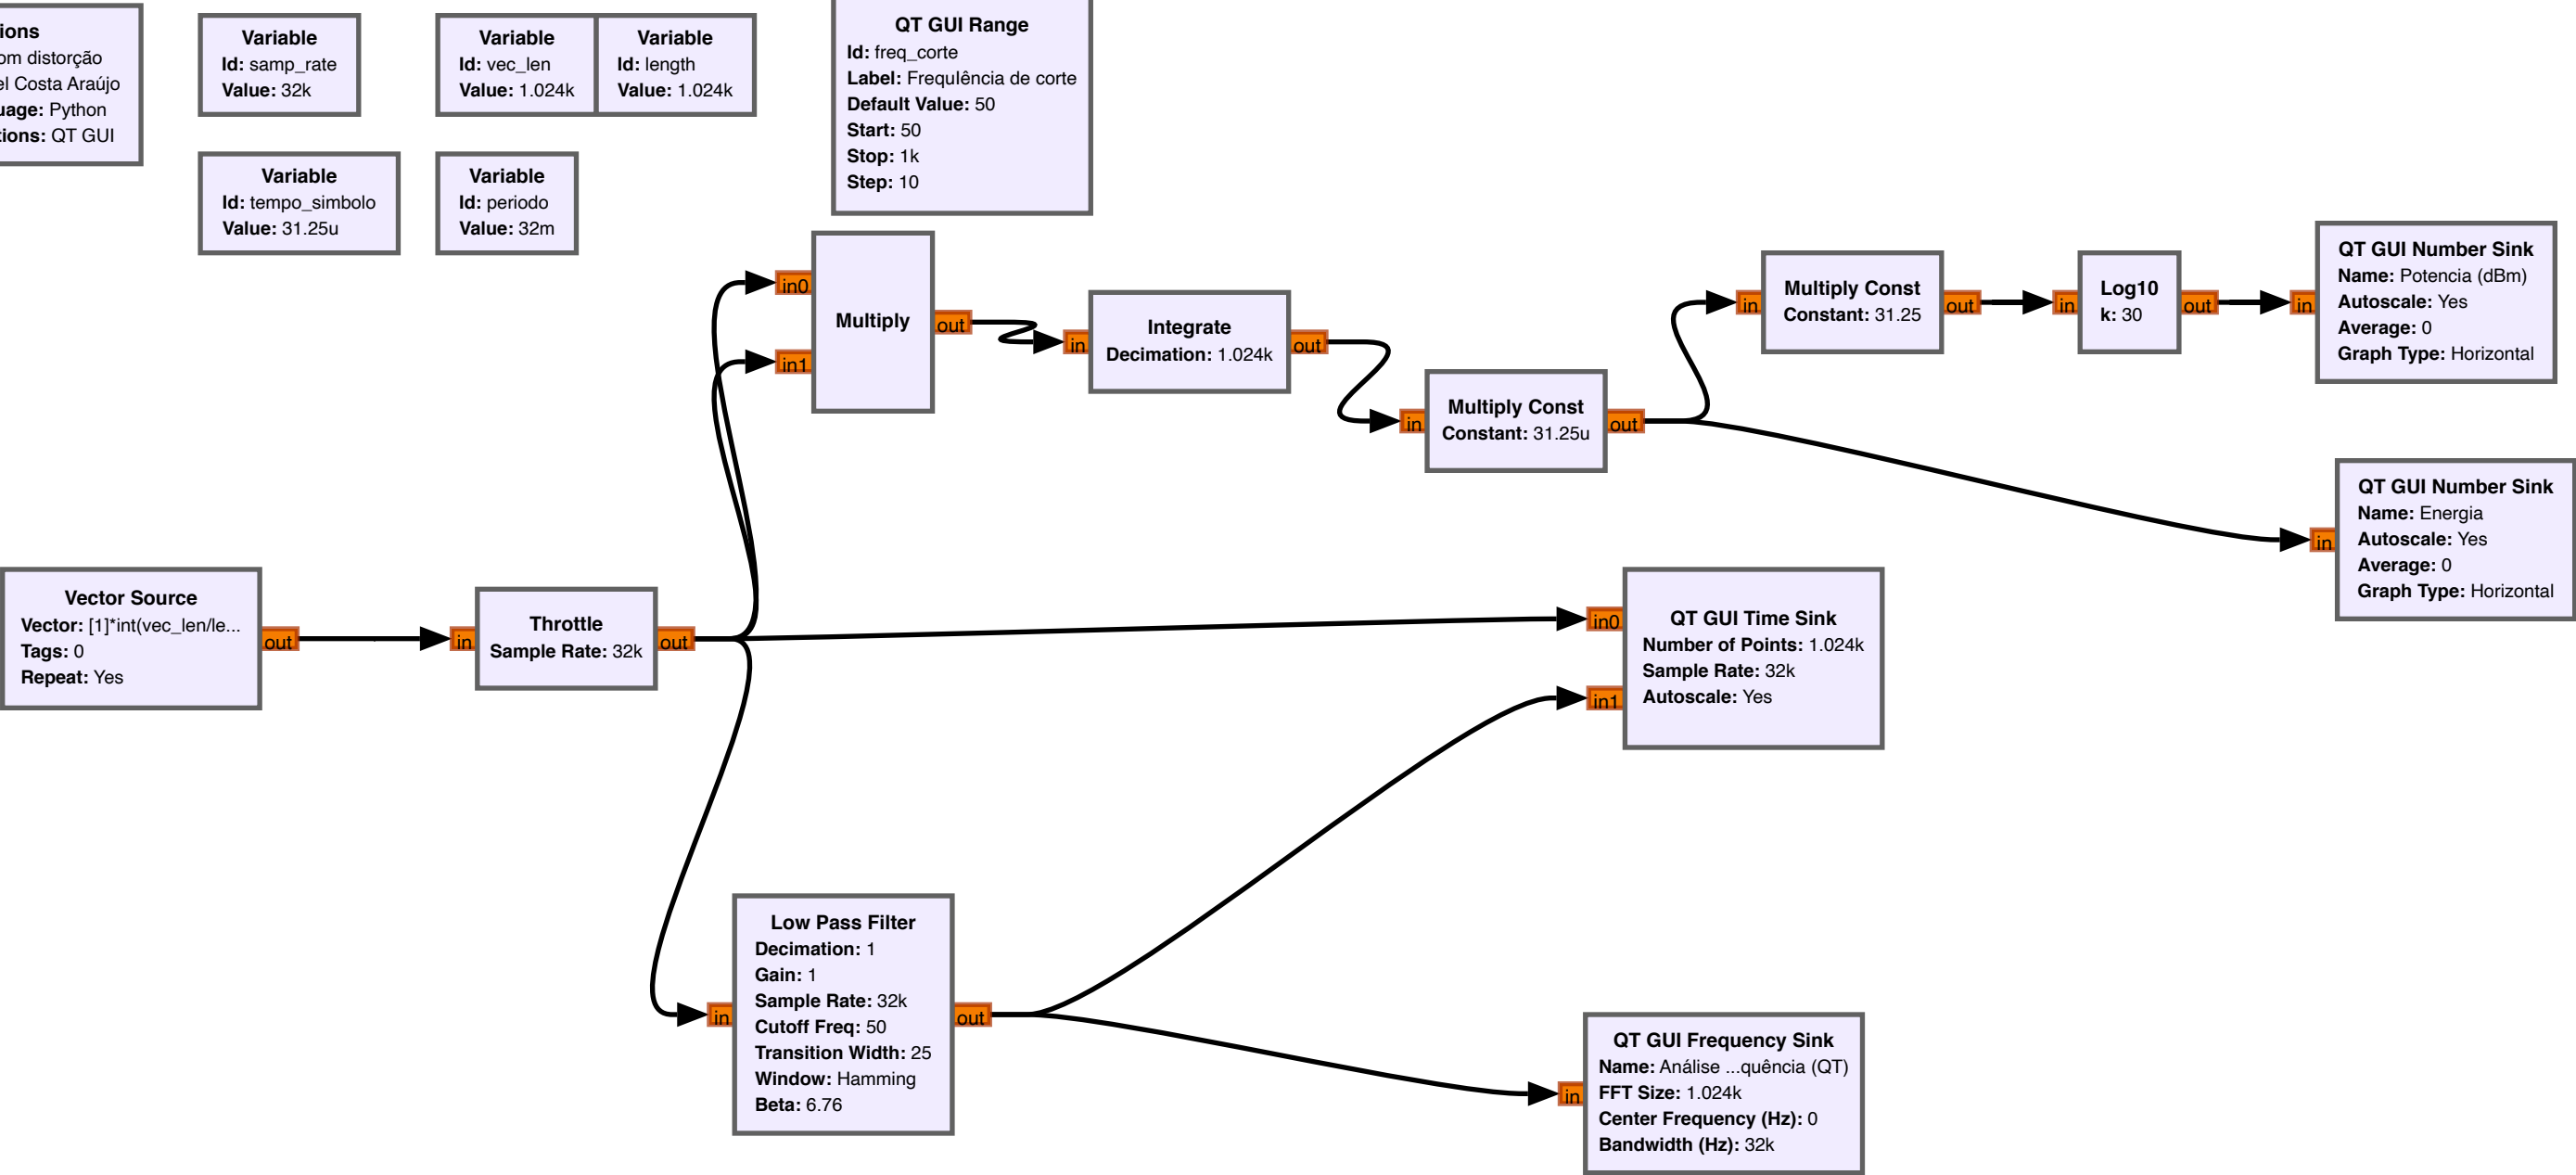 ions
om distorção
el Costa Araújo
uage: Python
tions: QT GUI
Variable
Id: samp_rate
Value: 32k
Variable
Id: vec_len
Value: 1.024k
Variable
Id: length
Value: 1.024k
QT GUI Range
Id: freq_corte
Label: Frequlência de corte
Default Value: 50
Start: 50
Stop: 1k
Step: 10
Variable
Id: tempo_simbolo
Value: 31.25u
Variable
Id: periodo
Value: 32m
in0
in1
Multiply
out
in
Integrate
Decimation: 1.024k
out
in
Multiply Const
Constant: 31.25u
out
in
Multiply Const
Constant: 31.25
out
in
Log10
k: 30
out
in
QT GUI Number Sink
Name: Potencia (dBm)
Autoscale: Yes
Average: 0
Graph Type: Horizontal
in
QT GUI Number Sink
Name: Energia
Autoscale: Yes
Average: 0
Graph Type: Horizontal
Vector Source
Vector: [1]*int(vec_len/le...
Tags: 0
Repeat: Yes
out
in
Throttle
Sample Rate: 32k
out
in0
in1
QT GUI Time Sink
Number of Points: 1.024k
Sample Rate: 32k
Autoscale: Yes
in
Low Pass Filter
Decimation: 1
Gain: 1
Sample Rate: 32k
Cutoff Freq: 50
Transition Width: 25
Window: Hamming
Beta: 6.76
out
in
QT GUI Frequency Sink
Name: Análise ...quência (QT)
FFT Size: 1.024k
Center Frequency (Hz): 0
Bandwidth (Hz): 32k